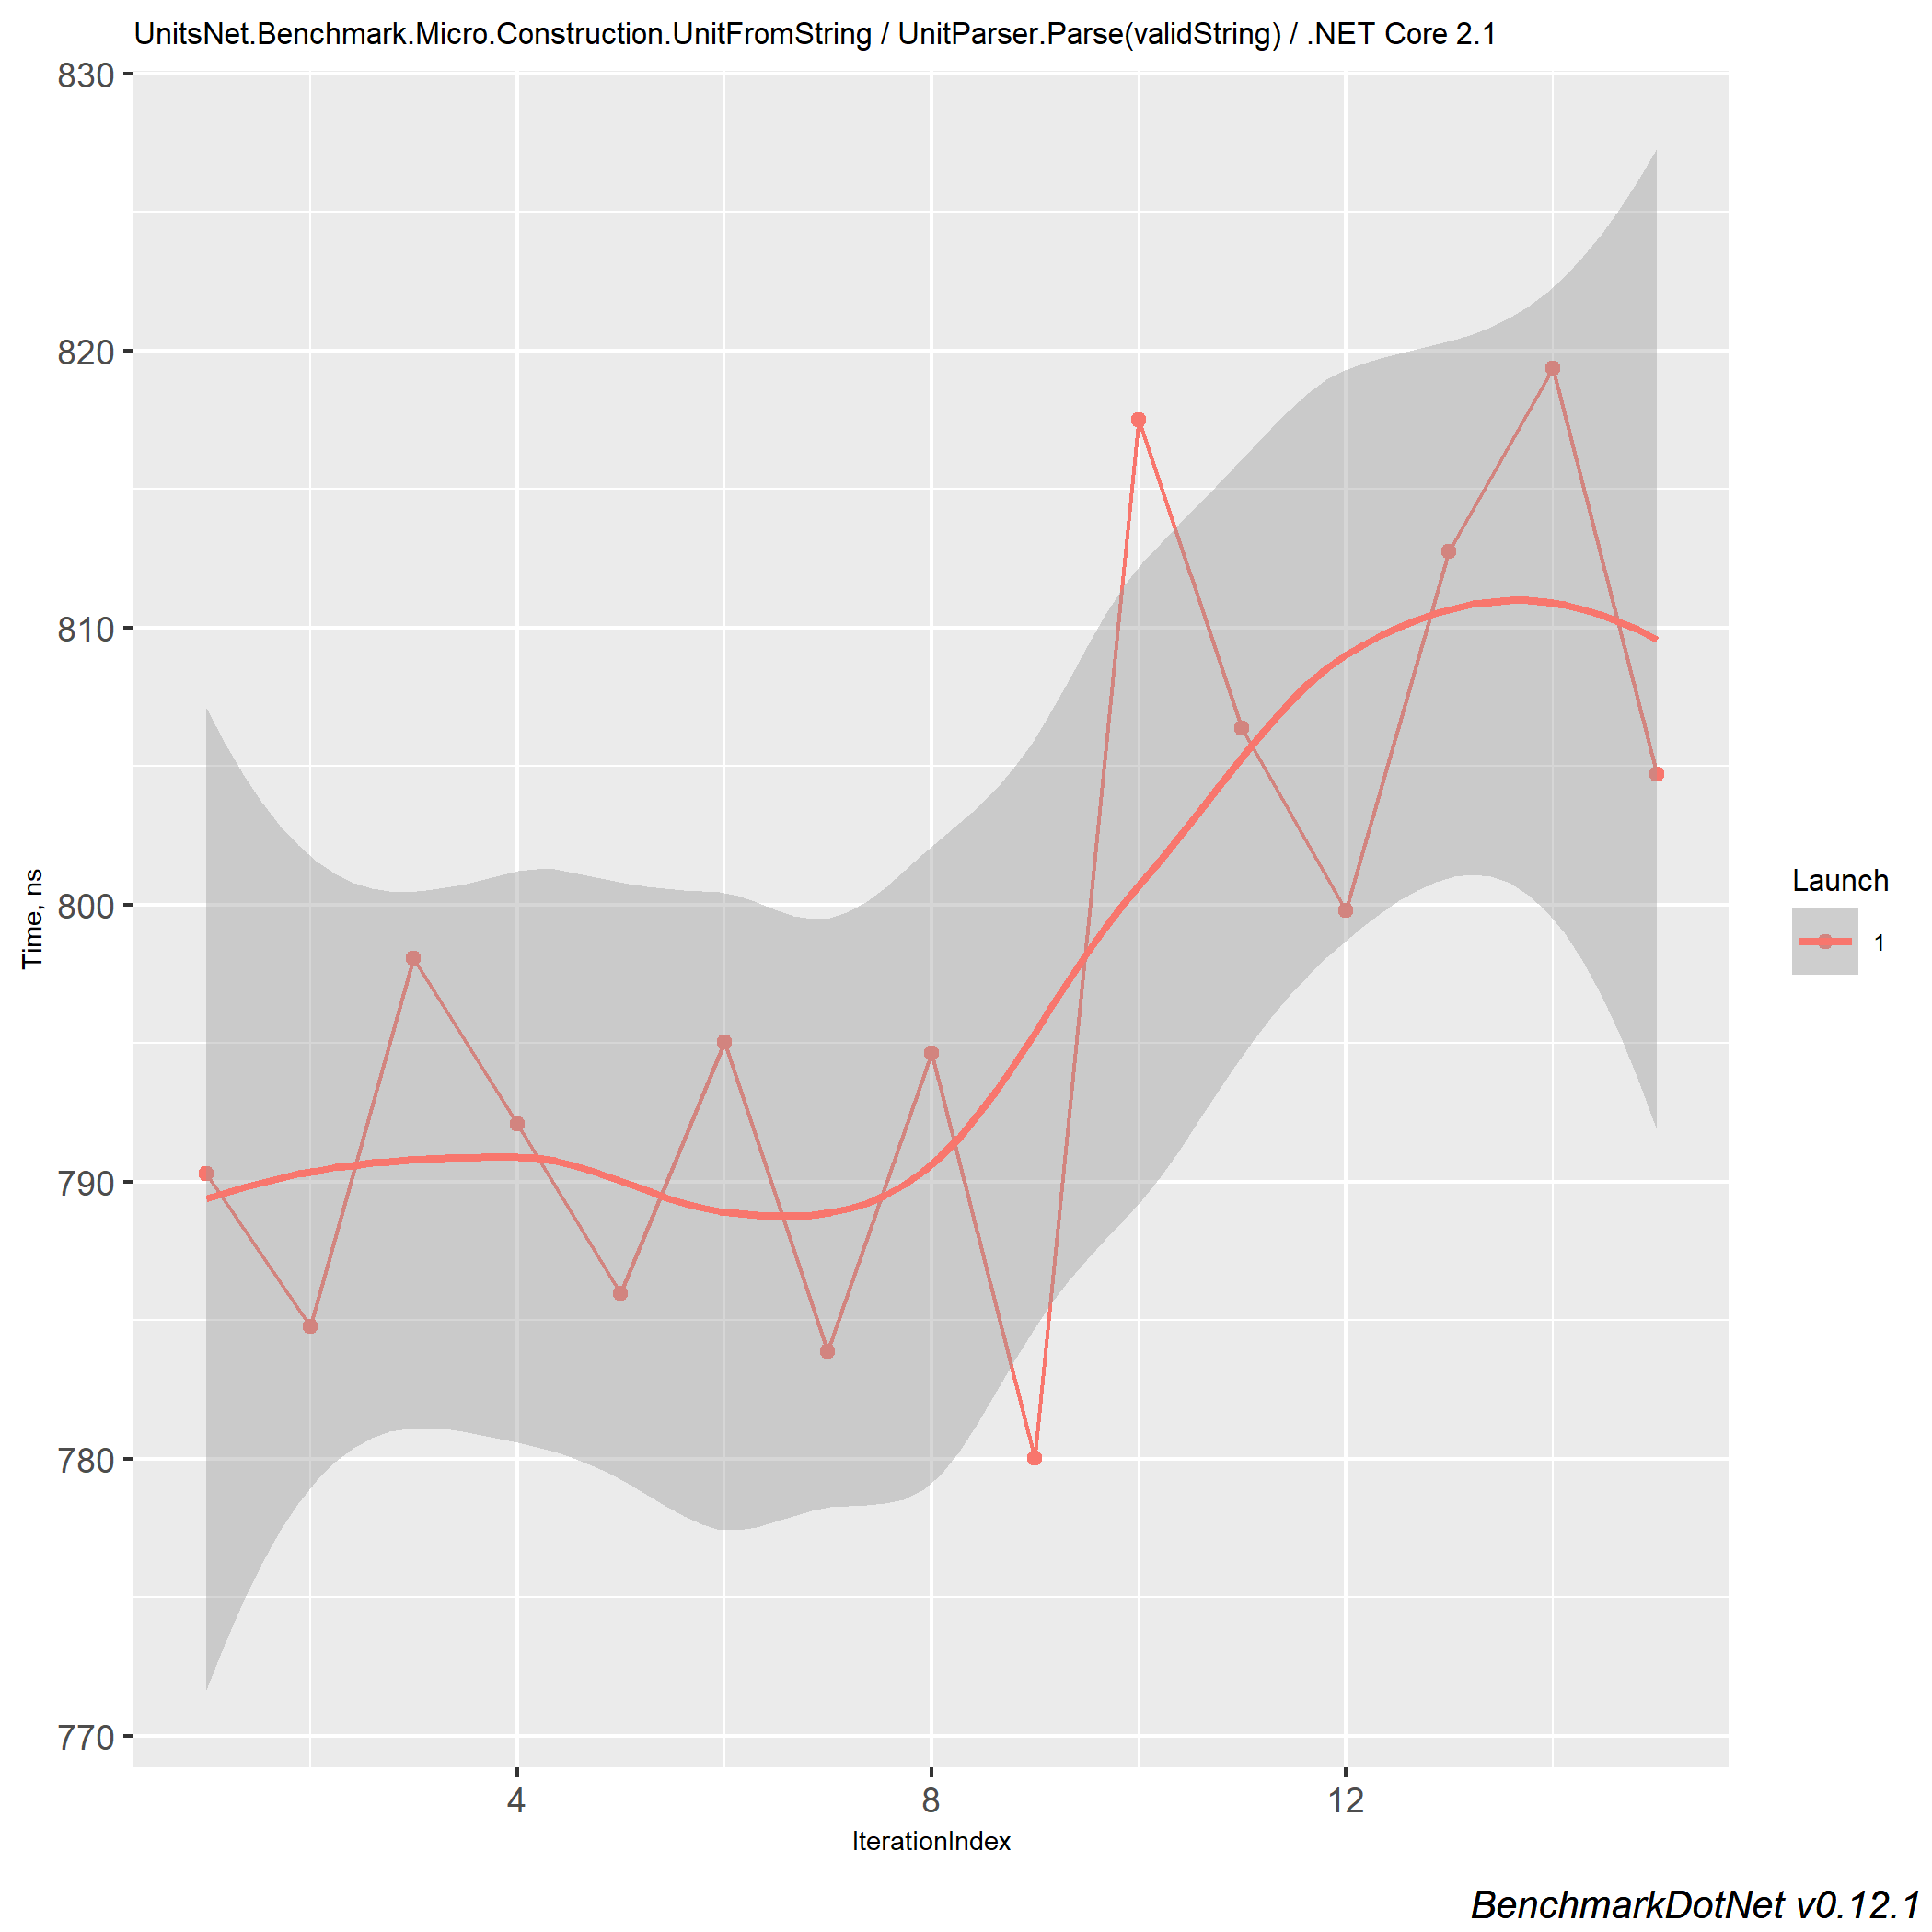 UnitsNet.Benchmark.Micro.Construction.UnitFromString / UnitParser.Parse(validString) / .NET Core 2.1
830
820
810
800
790
780
770
Time, ns
4 8 12
IterationIndex
Launch
1
BenchmarkDotNet v0.12.1